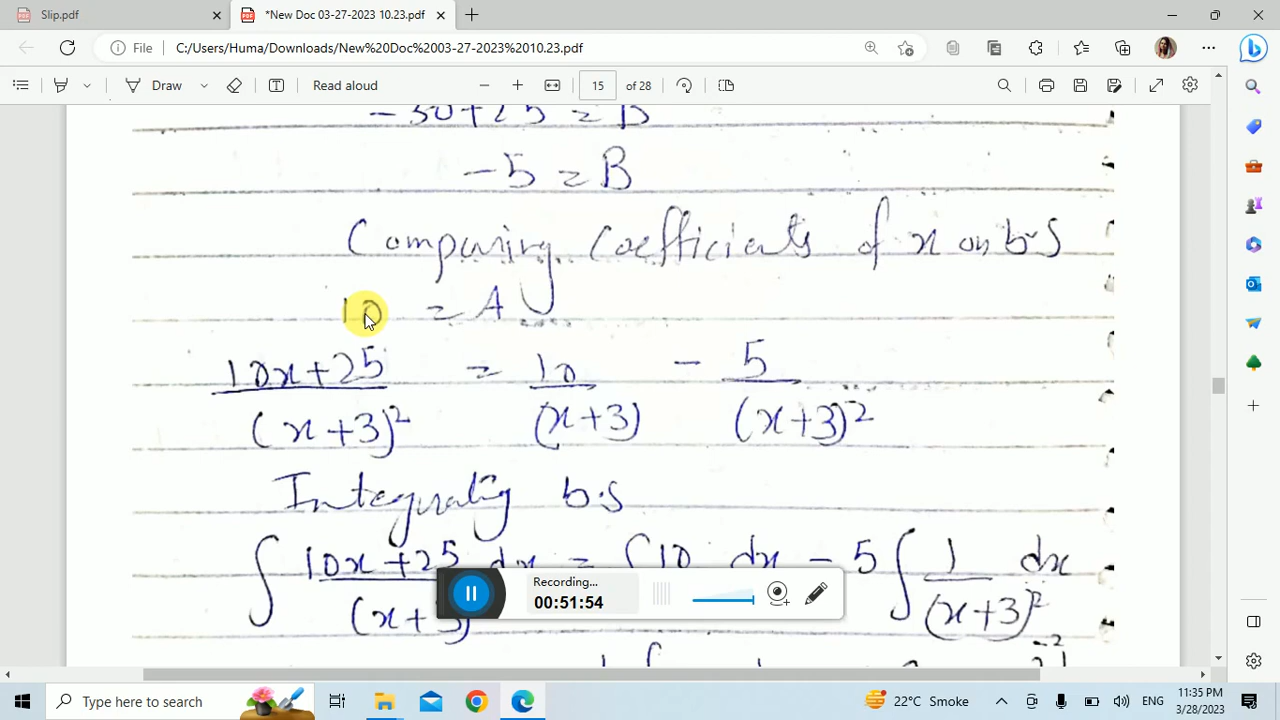 Slip.pdf
*New Doc 03-27-2023 10.23.pdf
File
C:/Users/Huma/Downloads/New%20Doc%2003-27-2023%2010.23.pdf
Draw
Read aloud
15
of 28
-30+25 = B
-5 = B
Comparing Coefficients of x on b.S
10 = A
10x+25 = 10 - 5
(x+3)² (x+3) (x+3)²
Integrating b.S
∫ 10x+25 dx = ∫ 10 dx - 5 ∫ 1 dx
(x+3) (x+3)²
Recording...
00:51:54
Type here to search
22°C Smoke
ENG
11:35 PM
3/28/2023